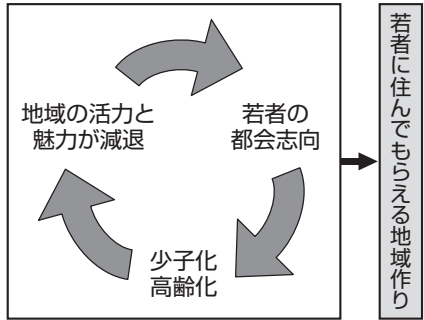 地域の活力と
魅力が減退
若者の
都会志向
少子化
高齢化
若者に住んでもらえる地域作り